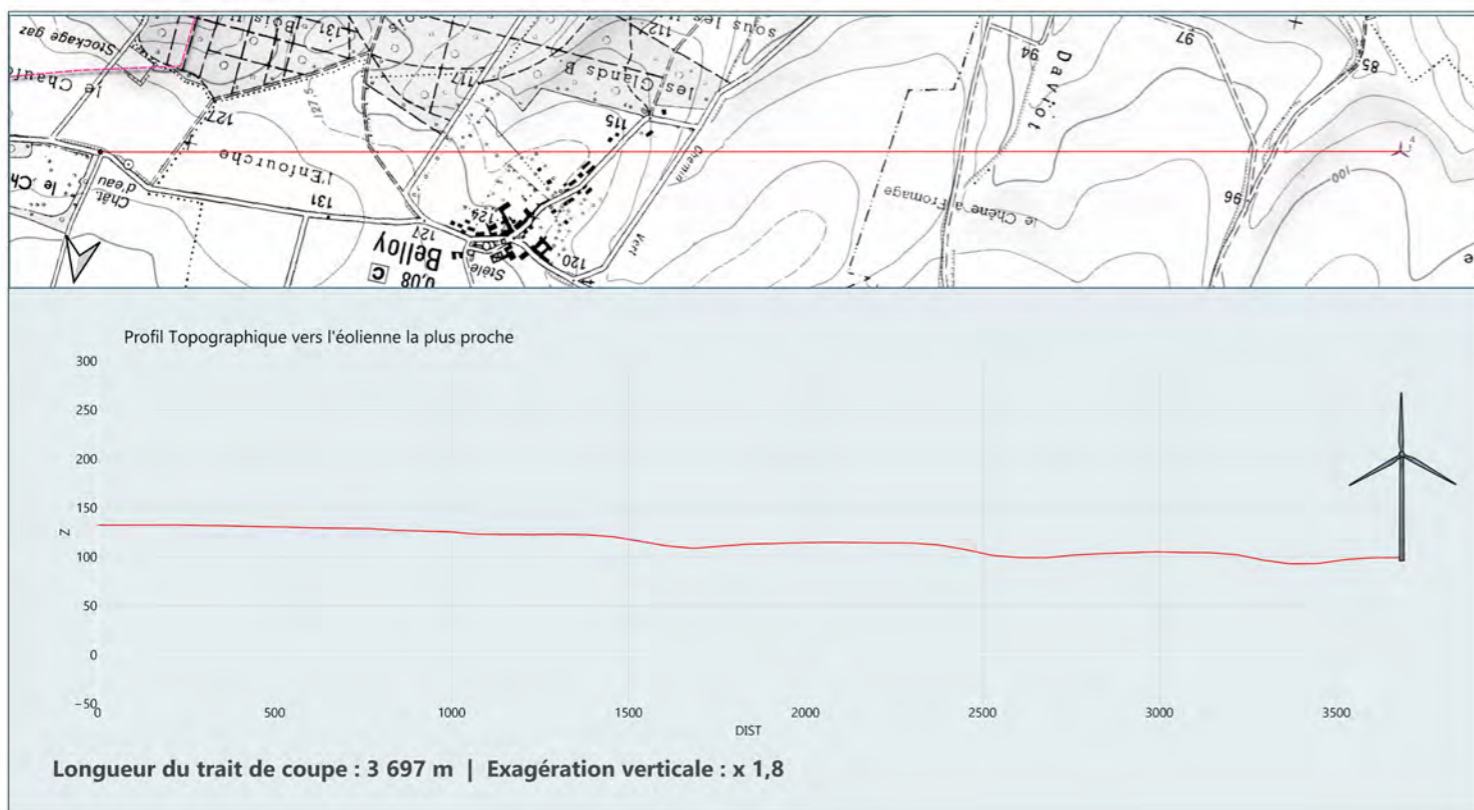 Stockage gaz
le Chauf
Bois
131
127
127,5
l'Enfourche
117
les Glands B
sous les
112
115
Chemin
Vert
94
Daviot
97
85
le Chêne à Fromage
96
100
le Ch
Chât.
d'eau
131
127
124
Belloy
0,08
C
Stèle
120
Profil Topographique vers l'éolienne la plus proche
300
250
200
150
Z
100
50
0
−50
0 500 1000 1500 2000 2500 3000 3500
DIST
Longueur du trait de coupe : 3 697 m | Exagération verticale : x 1,8